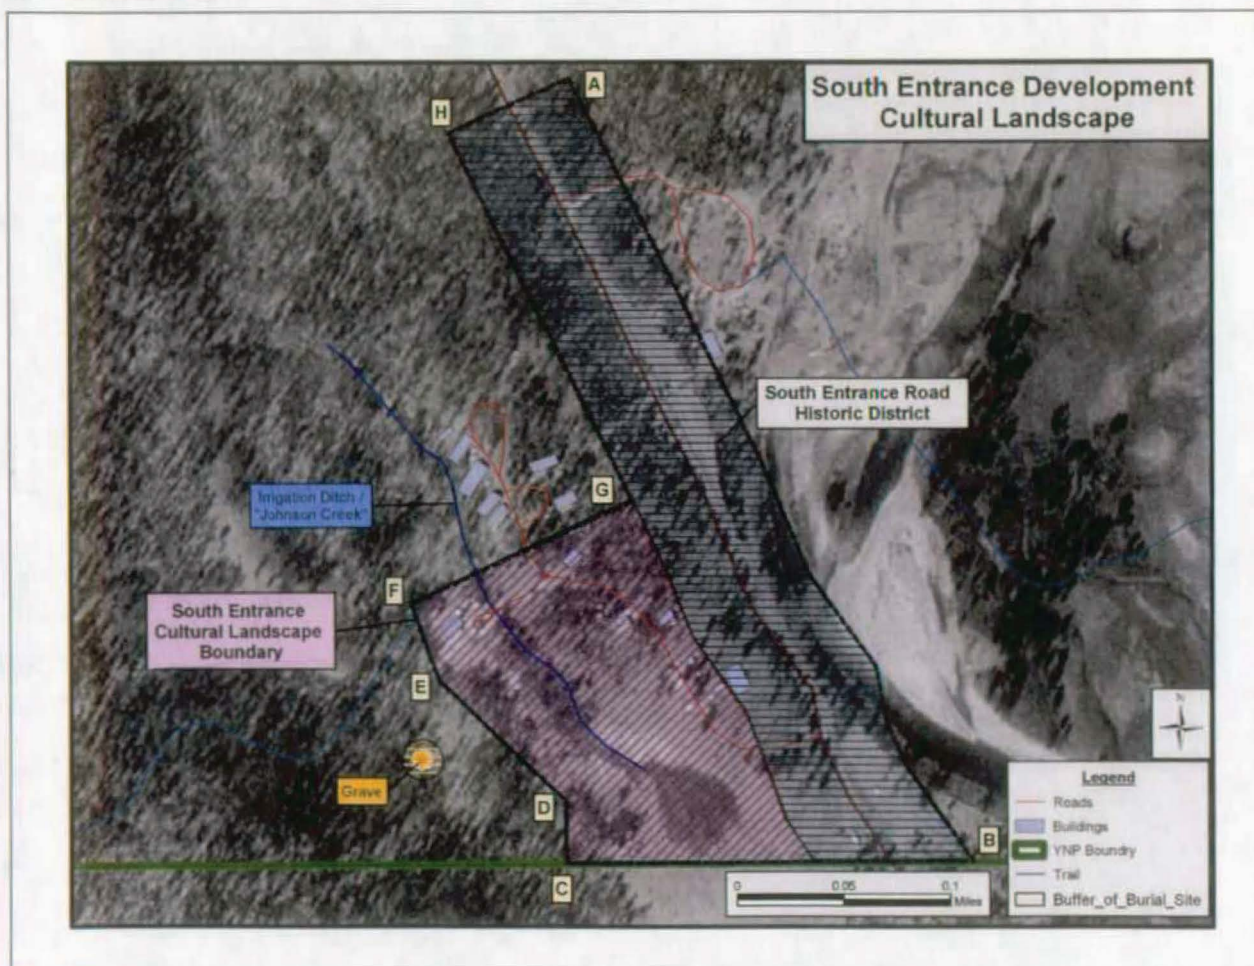 South Entrance Development
Cultural Landscape
A
H
South Entrance Road
Historic District
G
Irrigation Ditch /
"Johnson Creek"
F
South Entrance
Cultural Landscape
Boundary
E
N
Grave
D
B
C
0 0.05 0.1
Miles
Legend
Roads
Buildings
YNP Boundry
Trail
Buffer_of_Burial_Site